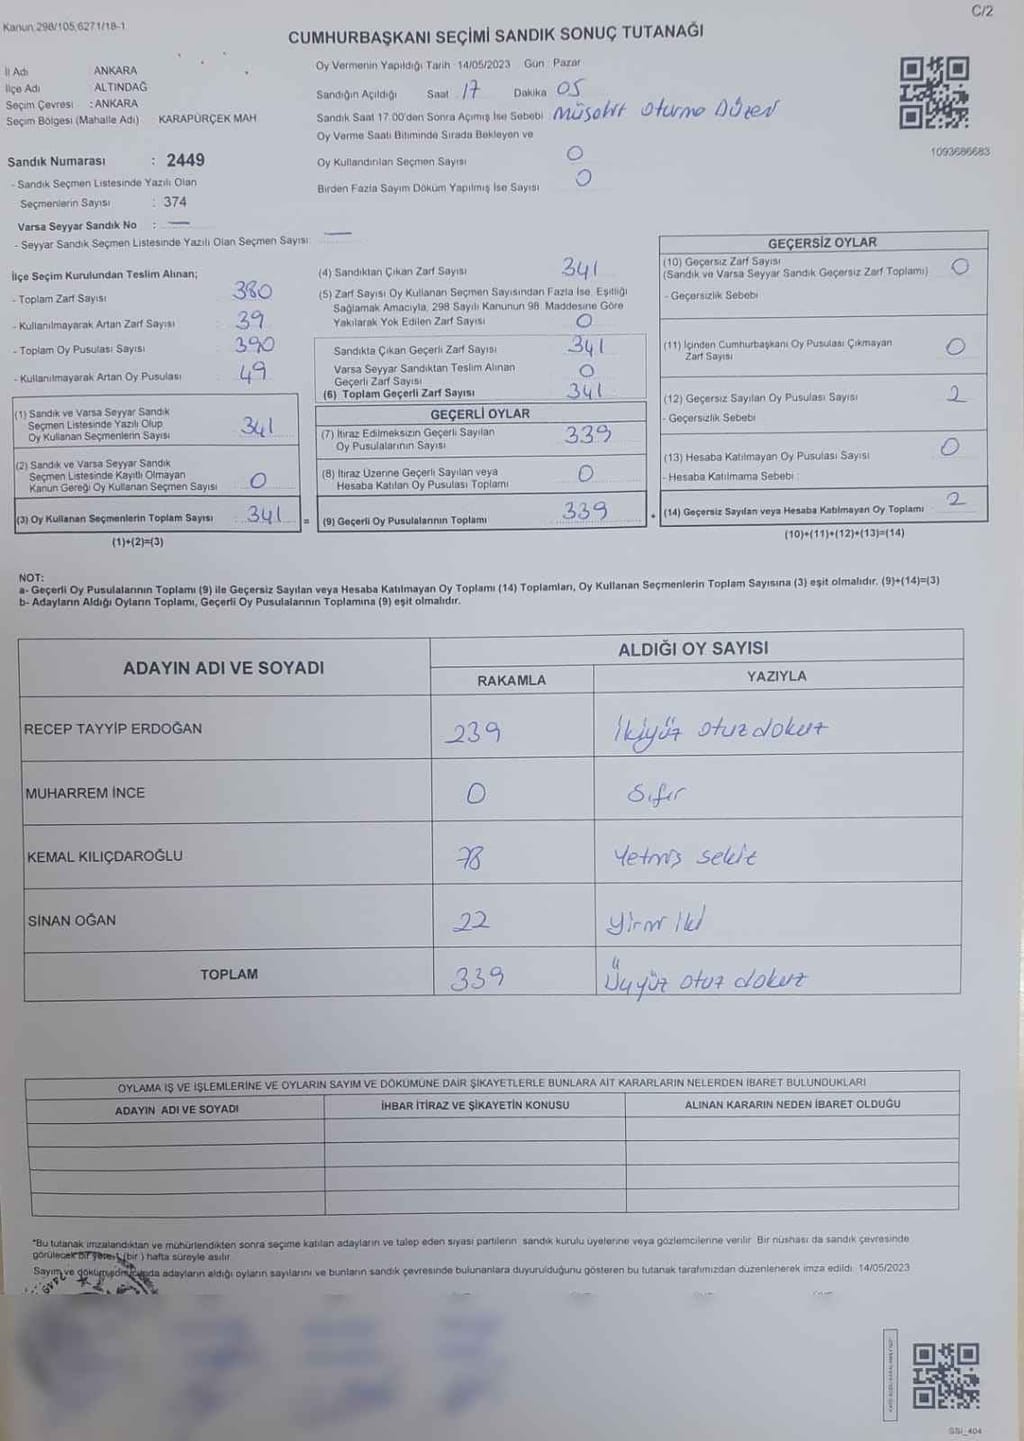 C/2
Kanun 298/105,6271/18-1
CUMHURBAŞKANI SEÇİMİ SANDIK SONUÇ TUTANAĞI
İl Adı ANKARA
İlçe Adı ALTINDAĞ
Seçim Çevresi : ANKARA
Seçim Bölgesi (Mahalle Adı) KARAPÜRÇEK MAH
Oy Vermenin Yapıldığı Tarih 14/05/2023 Gün Pazar
Sandığın Açıldığı Saat 17 Dakika 05
Sandık Saat 17.00'den Sonra Açımış İse Sebebi Müsahit oturma Düzen
Oy Verme Saati Bitiminde Sırada Bekleyen ve
Oy Kullandırılan Seçmen Sayısı 0
Birden Fazla Sayım Döküm Yapılmış İse Sayısı 0
1093686683
Sandık Numarası : 2449
- Sandık Seçmen Listesinde Yazılı Olan
Seçmenlerin Sayısı : 374
Varsa Seyyar Sandık No : —
- Seyyar Sandık Seçmen Listesinde Yazılı Olan Seçmen Sayısı —
İlçe Seçim Kurulundan Teslim Alınan;
- Toplam Zarf Sayısı 380
- Kullanılmayarak Artan Zarf Sayısı 39
- Toplam Oy Pusulası Sayısı 390
- Kullanılmayarak Artan Oy Pusulası 49
(1) Sandık ve Varsa Seyyar Sandık
Seçmen Listesinde Yazılı Olup
Oy Kullanan Seçmenlerin Sayısı 341
(2) Sandık ve Varsa Seyyar Sandık
Seçmen Listesinde Kayıtlı Olmayan
Kanun Gereği Oy Kullanan Seçmen Sayısı 0
(3) Oy Kullanan Seçmenlerin Toplam Sayısı 341
(1)+(2)=(3)
(4) Sandıktan Çıkan Zarf Sayısı 341
(5) Zarf Sayısı Oy Kullanan Seçmen Sayısından Fazla İse, Eşitliği
Sağlamak Amacıyla, 298 Sayılı Kanunun 98. Maddesine Göre
Yakılarak Yok Edilen Zarf Sayısı 0
Sandıkta Çıkan Geçerli Zarf Sayısı 341
Varsa Seyyar Sandıktan Teslim Alınan
Geçerli Zarf Sayısı 0
(6) Toplam Geçerli Zarf Sayısı 341
GEÇERLİ OYLAR
(7) İtiraz Edilmeksizin Geçerli Sayılan
Oy Pusulalarının Sayısı 339
(8) İtiraz Üzerine Geçerli Sayılan veya
Hesaba Katılan Oy Pusulası Toplamı 0
= (9) Geçerli Oy Pusulalarının Toplamı 339
GEÇERSİZ OYLAR
(10) Geçersiz Zarf Sayısı
(Sandık ve Varsa Seyyar Sandık Geçersiz Zarf Toplamı) 0
- Geçersizlik Sebebi
(11) İçinden Cumhurbaşkanı Oy Pusulası Çıkmayan
Zarf Sayısı 0
(12) Geçersiz Sayılan Oy Pusulası Sayısı 2
- Geçersizlik Sebebi
(13) Hesaba Katılmayan Oy Pusulası Sayısı 0
- Hesaba Katılmama Sebebi
+ (14) Geçersiz Sayılan veya Hesaba Katılmayan Oy Toplamı 2
(10)+(11)+(12)+(13)=(14)
NOT:
a- Geçerli Oy Pusulalarının Toplamı (9) ile Geçersiz Sayılan veya Hesaba Katılmayan Oy Toplamı (14) Toplamları, Oy Kullanan Seçmenlerin Toplam Sayısına (3) eşit olmalıdır. (9)+(14)=(3)
b- Adayların Aldığı Oyların Toplamı, Geçerli Oy Pusulalarının Toplamına (9) eşit olmalıdır.
ADAYIN ADI VE SOYADI ALDIĞI OY SAYISI
RAKAMLA YAZIYLA
RECEP TAYYİP ERDOĞAN 239 İkiyüz otuz dokuz
MUHARREM İNCE 0 Sıfır
KEMAL KILIÇDAROĞLU 78 Yetmiş sekiz
SİNAN OĞAN 22 yirmi iki
TOPLAM 339 Üçyüz otuz dokuz
OYLAMA İŞ VE İŞLEMLERİNE VE OYLARIN SAYIM VE DÖKÜMÜNE DAİR ŞİKAYETLERLE BUNLARA AİT KARARLARIN NELERDEN İBARET BULUNDUKLARI
ADAYIN ADI VE SOYADI İHBAR İTİRAZ VE ŞİKAYETİN KONUSU ALINAN KARARIN NEDEN İBARET OLDUĞU
"Bu tutanak imzalandıktan ve mühürlendikten sonra seçime katılan adayların ve talep eden siyasi partilerin sandık kurulu üyelerine veya gözlemcilerine verilir. Bir nüshası da sandık çevresinde
görülecek bir yere 1 (bir) hafta süreyle asılır.
Sayım ve döküm adayların aldığı oyların sayılarını ve bunların sandık çevresinde bulunanlara duyurulduğunu gösteren bu tutanak tarafımızdan düzenlenerek imza edildi. 14/05/2023
SSI_404